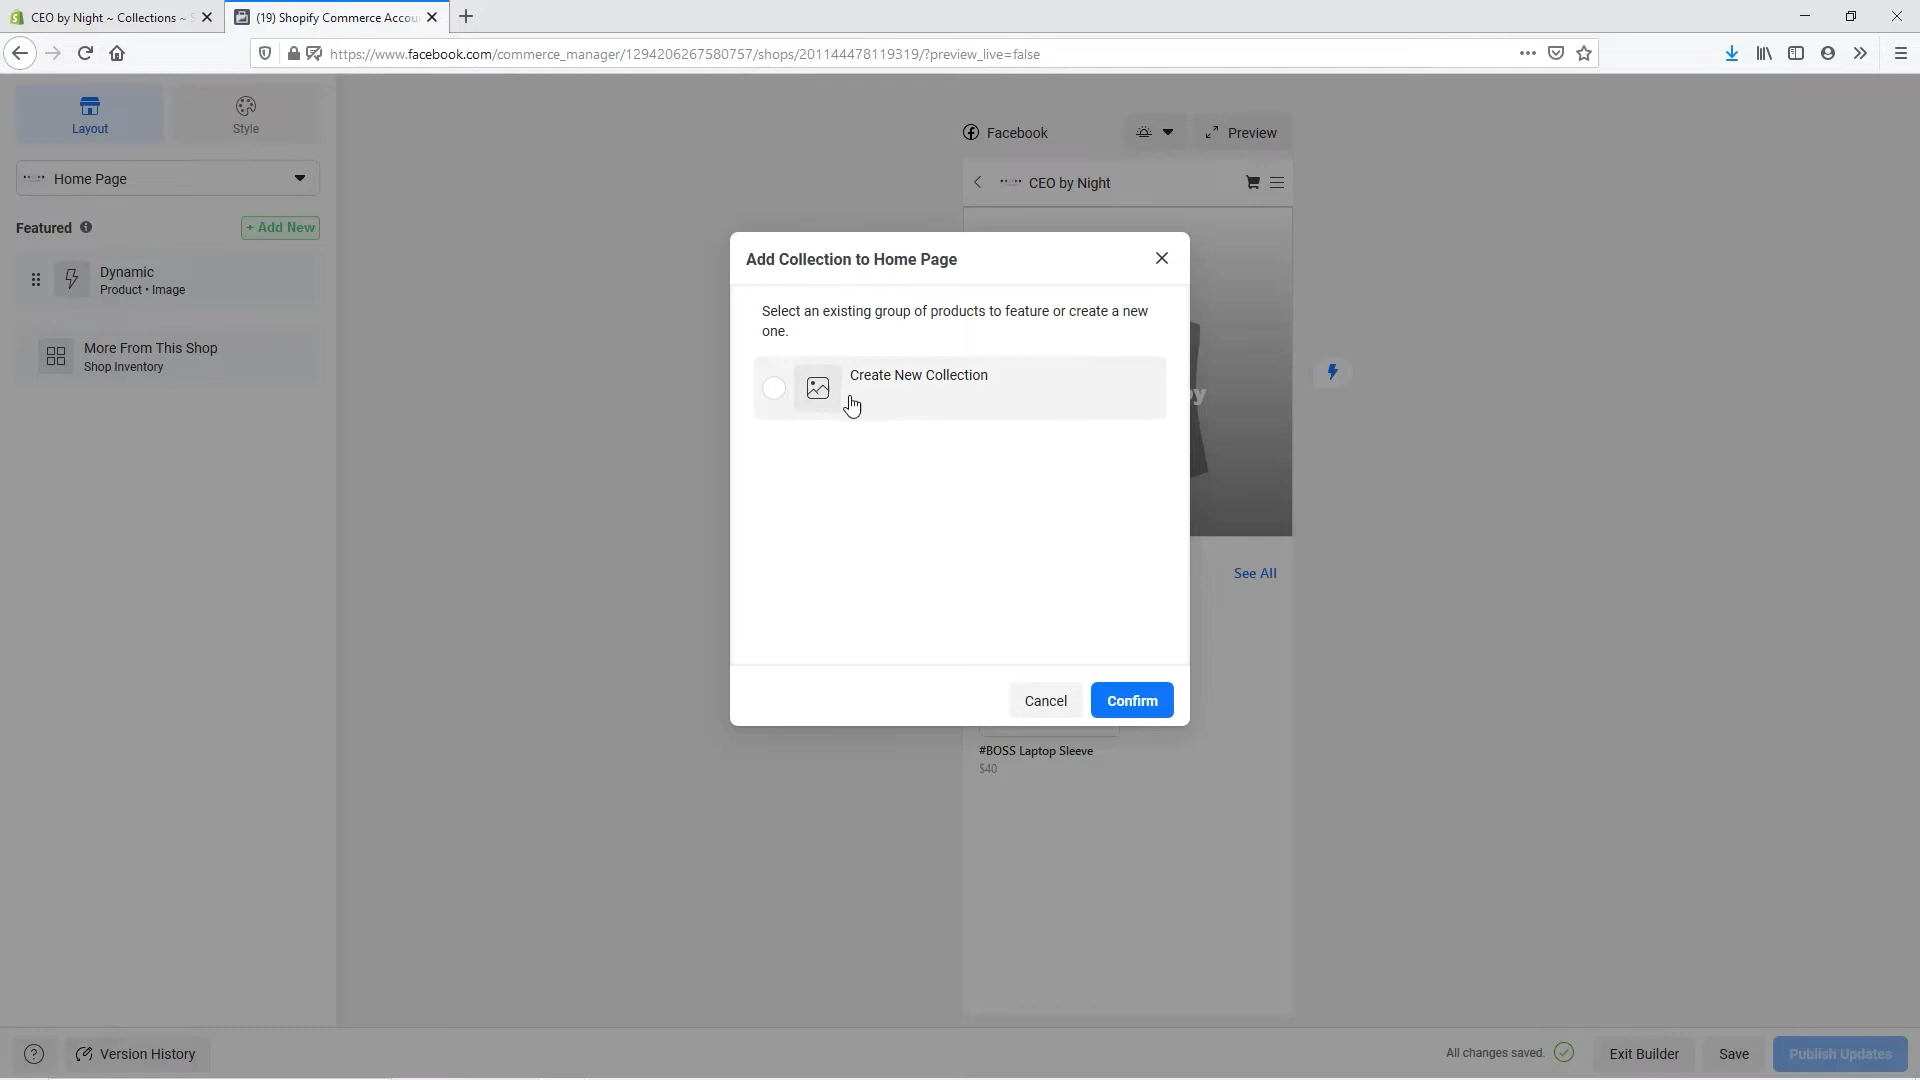 CEO by Night ~ Collections ~
(19) Shopify Commerce Accou
https://www.facebook.com/commerce_manager/1294206267580757/shops/201144478119319/?preview_live=false
Layout
Style
Home Page
Featured
+ Add New
Dynamic
Product • Image
More From This Shop
Shop Inventory
Facebook
Preview
CEO by Night
Add Collection to Home Page
Select an existing group of products to feature or create a new
one.
Create New Collection
Cancel
Confirm
by
See All
#BOSS Laptop Sleeve
$40
?
Version History
All changes saved.
Exit Builder
Save
Publish Updates